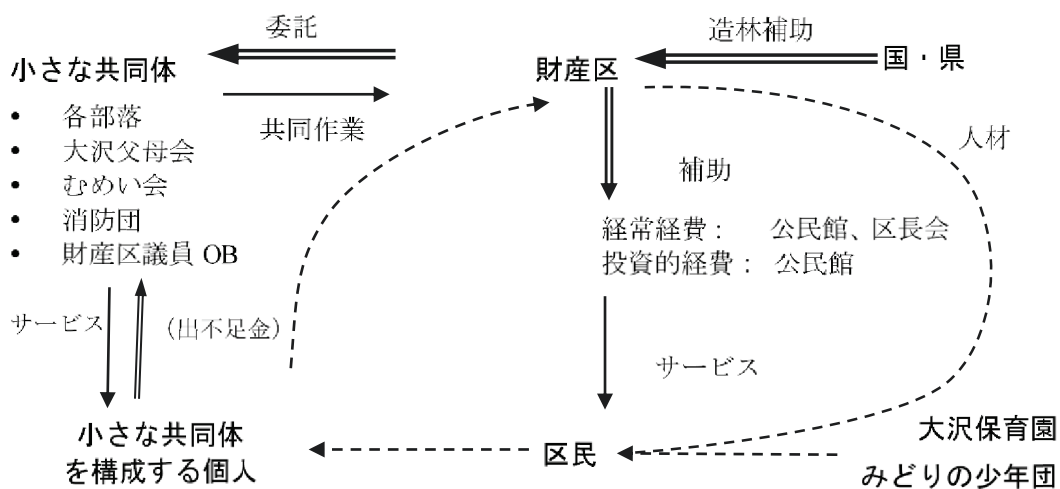 委託
造林補助
小さな共同体
財産区
国・県
• 各部落
• 大沢父母会
• むめい会
• 消防団
• 財産区議員 OB
共同作業
人材
補助
経常経費： 公民館、区長会
投資的経費： 公民館
サービス
（出不足金）
サービス
小さな共同体
を構成する個人
区民
大沢保育園
みどりの少年団